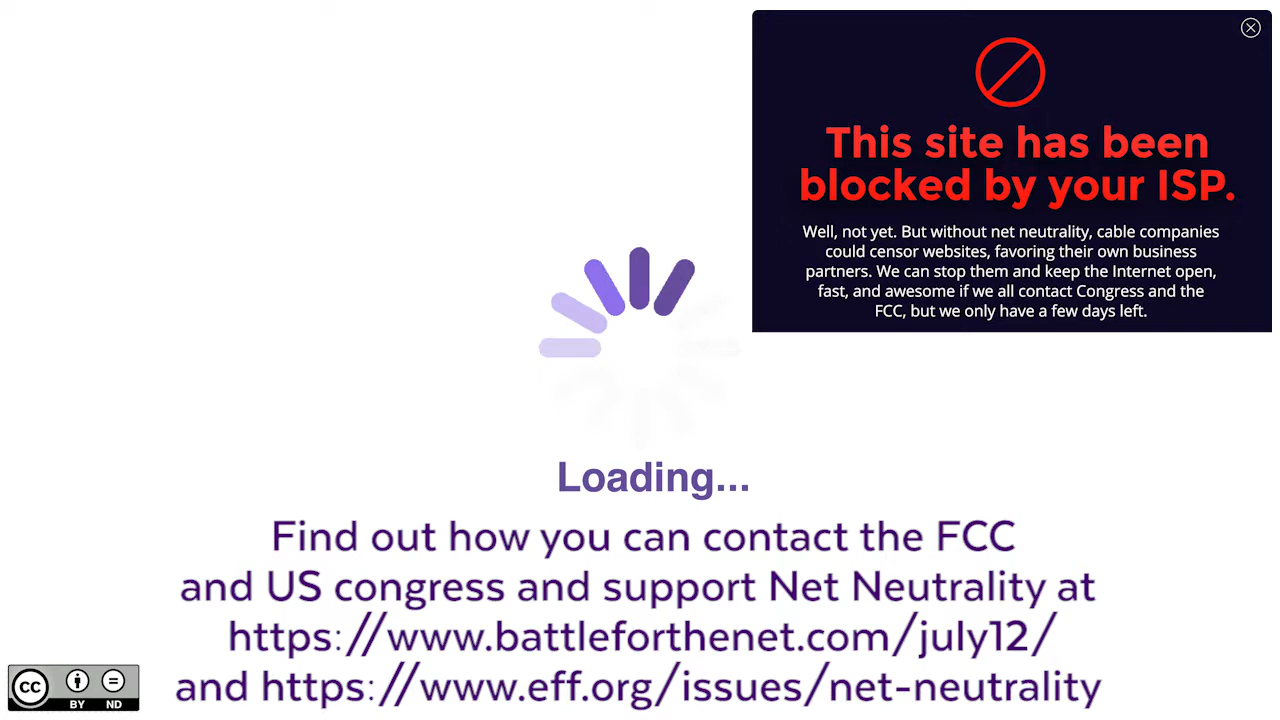 This site has been
blocked by your ISP.
Well, not yet. But without net neutrality, cable companies
could censor websites, favoring their own business
partners. We can stop them and keep the Internet open,
fast, and awesome if we all contact Congress and the
FCC, but we only have a few days left.
Loading...
Find out how you can contact the FCC
and US congress and support Net Neutrality at
https://www.battleforthenet.com/july12/
and https://www.eff.org/issues/net-neutrality
CC
BY ND